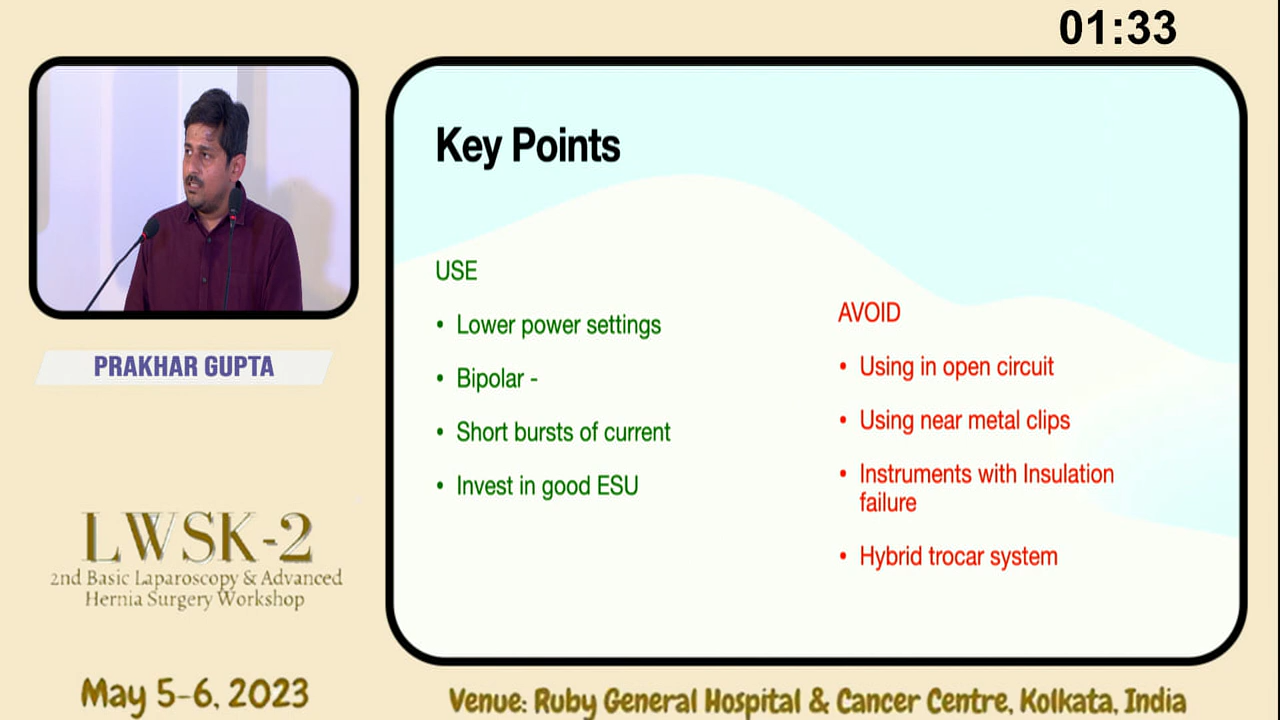 01:33
Key Points
USE
• Lower power settings
• Bipolar -
• Short bursts of current
• Invest in good ESU
AVOID
• Using in open circuit
• Using near metal clips
• Instruments with Insulation
failure
• Hybrid trocar system
PRAKHAR GUPTA
LWSK-2
2nd Basic Laparoscopy & Advanced
Hernia Surgery Workshop
May 5-6, 2023
Venue: Ruby General Hospital & Cancer Centre, Kolkata, India